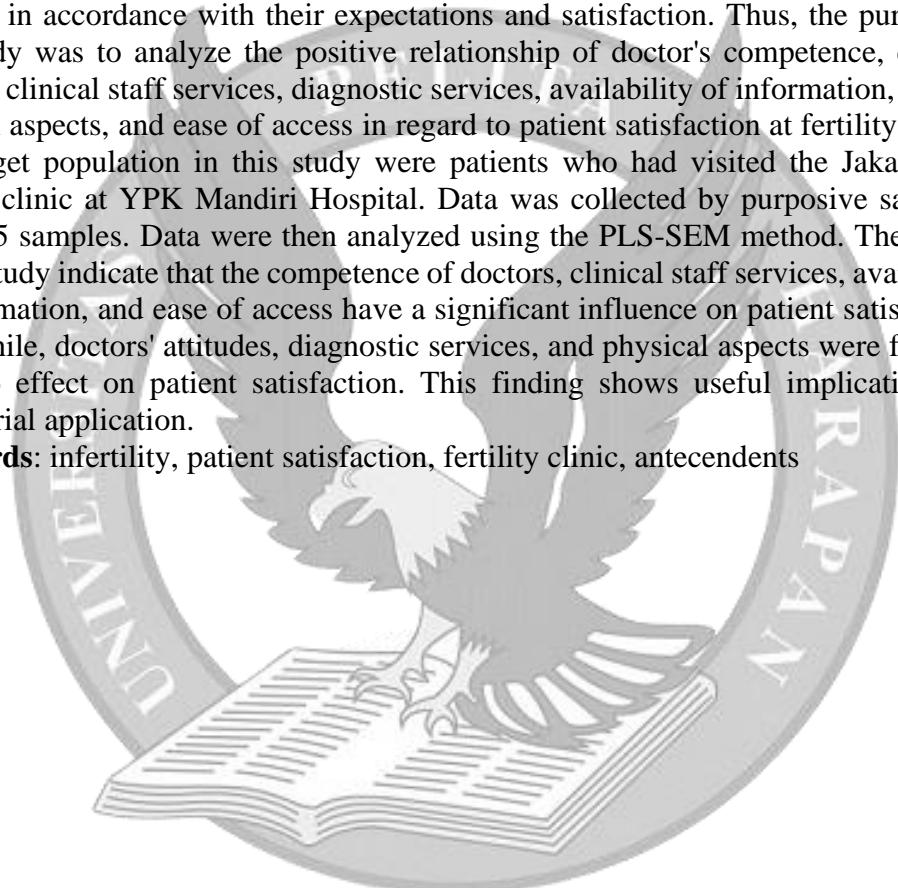 in accordance with their expectations and satisfaction. Thus, the pur
dy was to analyze the positive relationship of doctor's competence,
clinical staff services, diagnostic services, availability of information,
aspects, and ease of access in regard to patient satisfaction at fertility
get population in this study were patients who had visited the Jaka
clinic at YPK Mandiri Hospital. Data was collected by purposive sa
5 samples. Data were then analyzed using the PLS-SEM method. The
tudy indicate that the competence of doctors, clinical staff services, ava
mation, and ease of access have a significant influence on patient satis
hile, doctors' attitudes, diagnostic services, and physical aspects were f
effect on patient satisfaction. This finding shows useful implicati
rial application.
rds: infertility, patient satisfaction, fertility clinic, antecendents
UNIVERSITAS PELITA HARAPAN